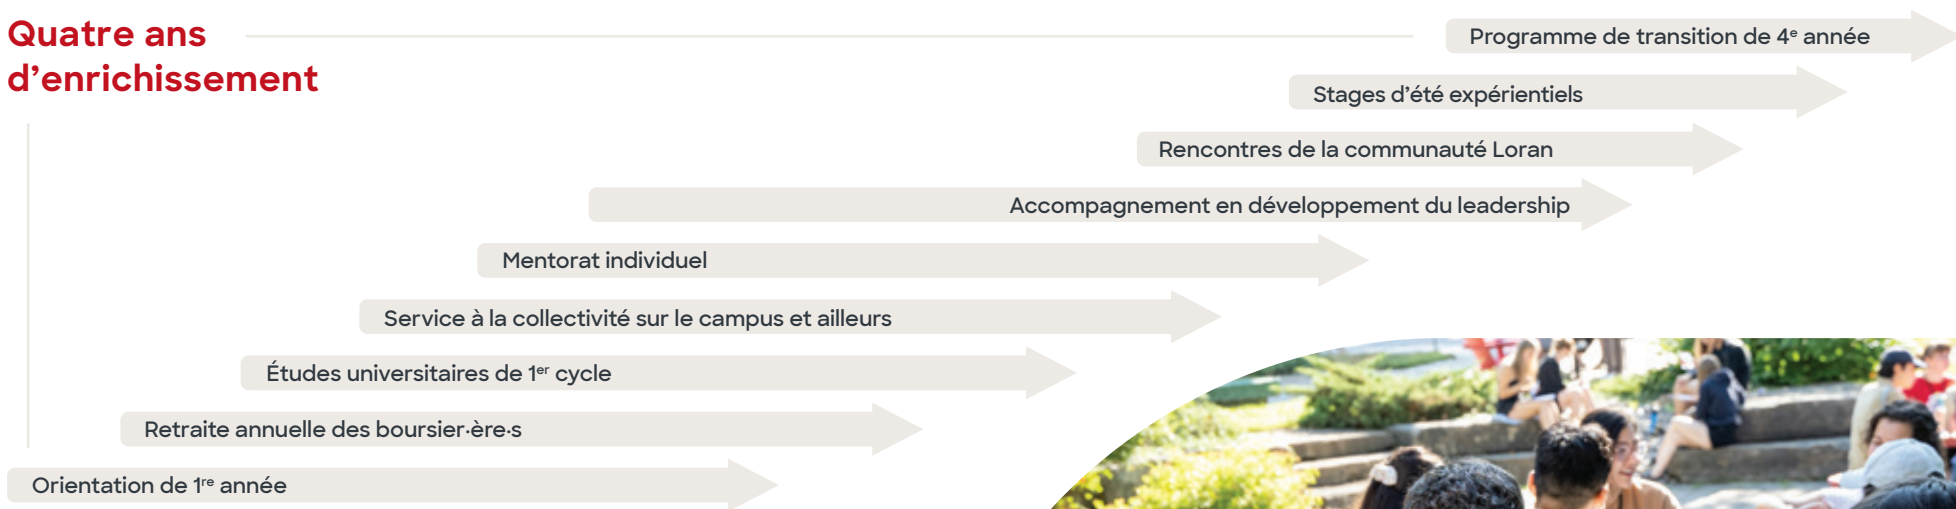 Quatre ans
d’enrichissement
Programme de transition de 4ᵉ année
Stages d’été expérientiels
Rencontres de la communauté Loran
Accompagnement en développement du leadership
Mentorat individuel
Service à la collectivité sur le campus et ailleurs
Études universitaires de 1ᵉʳ cycle
Retraite annuelle des boursier·ère·s
Orientation de 1ʳᵉ année